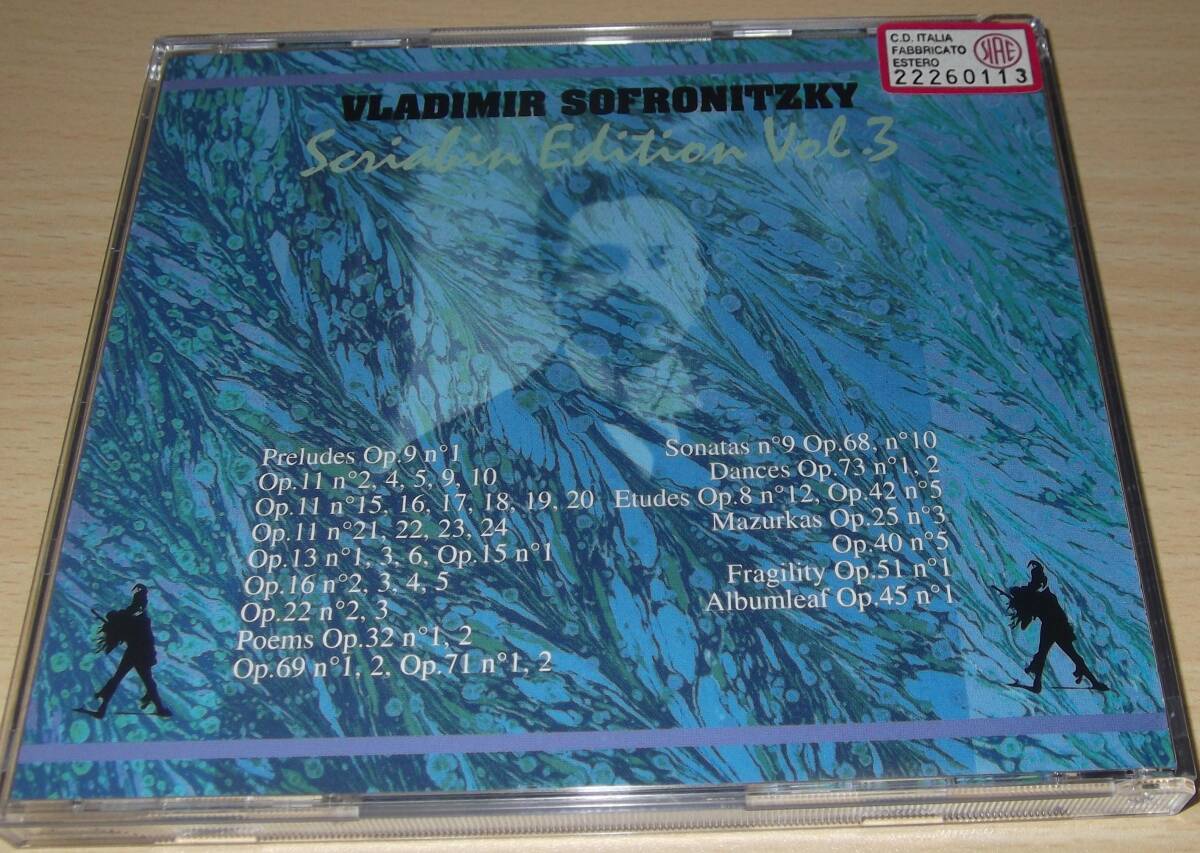 C.D. ITALIA
FABBRICATO
ESTERO
SIAE
22260113
VLADIMIR SOFRONITZKY
Scriabin Edition Vol.3
Preludes Op.9 n°1
Op.11 n°2, 4, 5, 9, 10
Op.11 n°15, 16, 17, 18, 19, 20
Op.11 n°21, 22, 23, 24
Op.13 n°1, 3, 6, Op.15 n°1
Op.16 n°2, 3, 4, 5
Op.22 n°2, 3
Poems Op.32 n°1, 2
Op.69 n°1, 2, Op.71 n°1, 2
Sonatas n°9 Op.68, n°10
Dances Op.73 n°1, 2
Etudes Op.8 n°12, Op.42 n°5
Mazurkas Op.25 n°3
Op.40 n°5
Fragility Op.51 n°1
Albumleaf Op.45 n°1